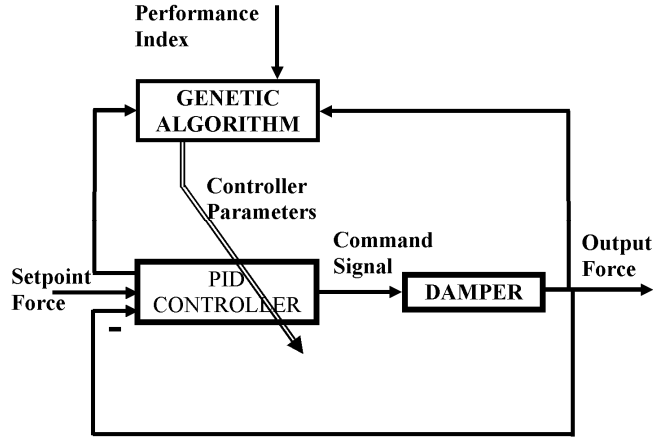 Performance
Index
GENETIC
ALGORITHM
Controller
Parameters
Command
Signal
Output
Force
Setpoint
Force
PID
CONTROLLER
DAMPER
-